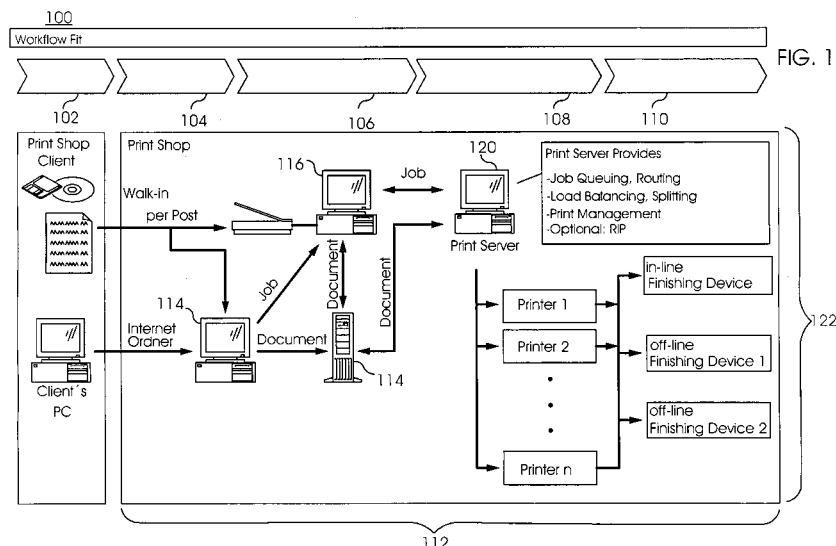 100
Workflow Fit
FIG. 1
102
104
106
108
110
Print Shop
Client
Print Shop
Walk-in
per Post
116
Job
120
Print Server
Print Server Provides
-Job Queuing, Routing
-Load Balancing, Splitting
-Print Management
-Optional: RIP
114
Job
Document
Document
Internet
Ordner
Document
114
Client´s
PC
Printer 1
Printer 2
Printer n
in-line
Finishing Device
off-line
Finishing Device 1
off-line
Finishing Device 2
122
112